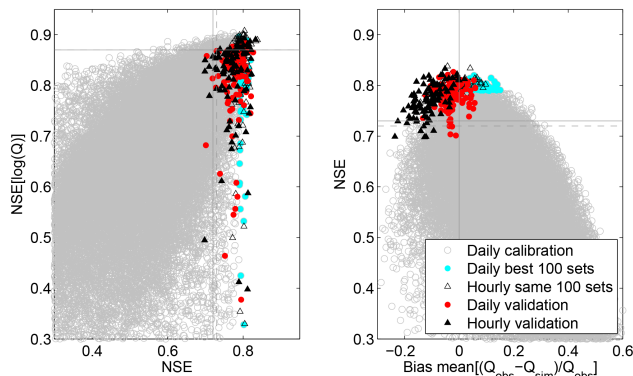 0.9
0.8
0.7
0.6
0.5
0.4
0.3
NSE[log(Q)]
0.4
0.6
0.8
NSE
0.9
0.8
0.7
0.6
0.5
0.4
0.3
NSE
−0.2
0
0.2
0.4
0.6
Bias mean[(Qobs−Qsim)/Qobs]
Daily calibration
Daily best 100 sets
Hourly same 100 sets
Daily validation
Hourly validation